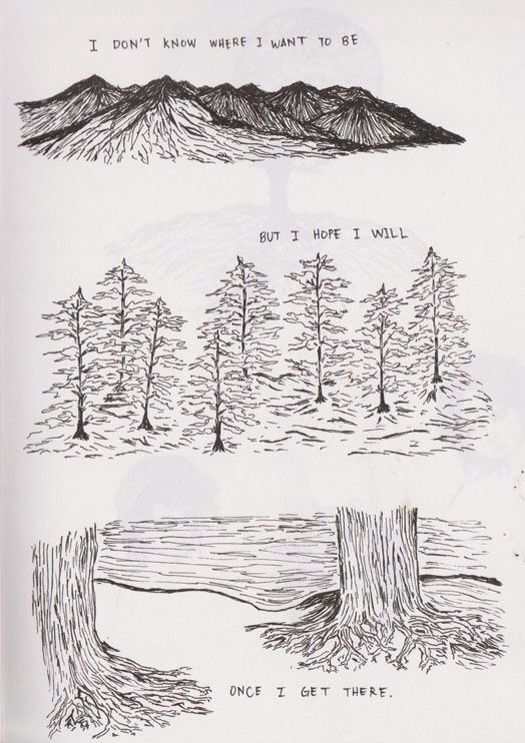 I DON'T KNOW WHERE I WANT TO BE
BUT I HOPE I WILL
ONCE I GET THERE.